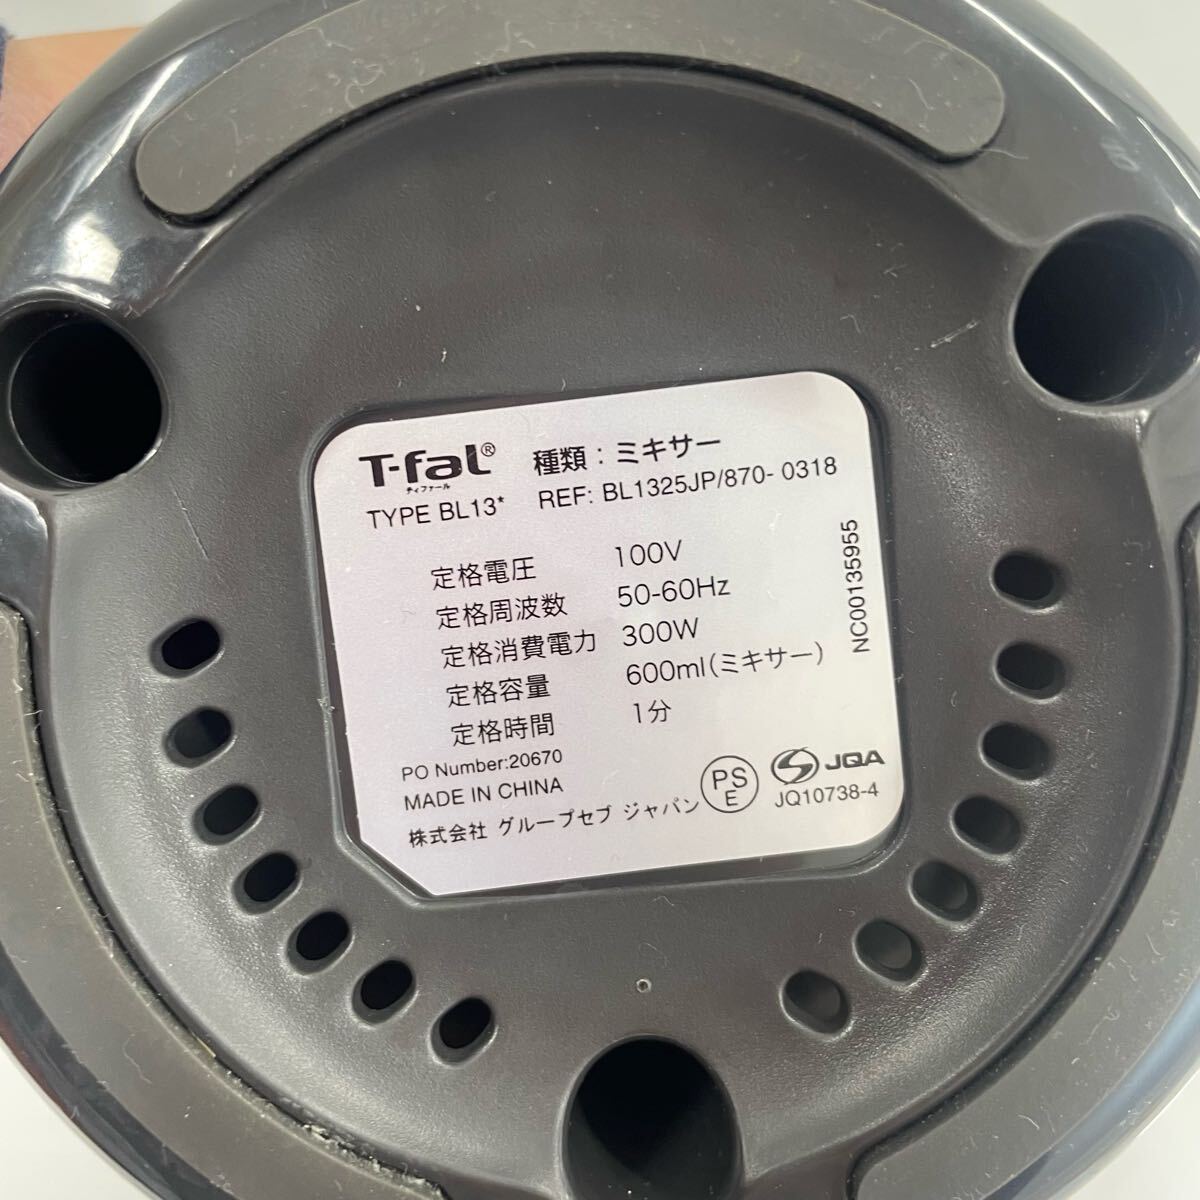 T-fal®
ティファール
種類：ミキサー
TYPE BL13*
REF: BL1325JP/870- 0318
定格電圧 100V
定格周波数 50-60Hz
定格消費電力 300W
定格容量 600ml(ミキサー)
定格時間 1分
PO Number:20670
MADE IN CHINA
株式会社 グループセブ ジャパン
PS
E
JQA
JQ10738-4
NC00135955